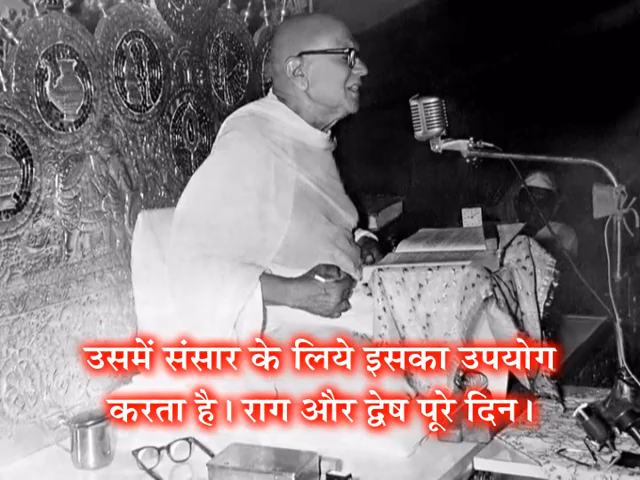 उसमें संसार के लिये इसका उपयोग
करता है। राग और द्वेष पूरे दिन।